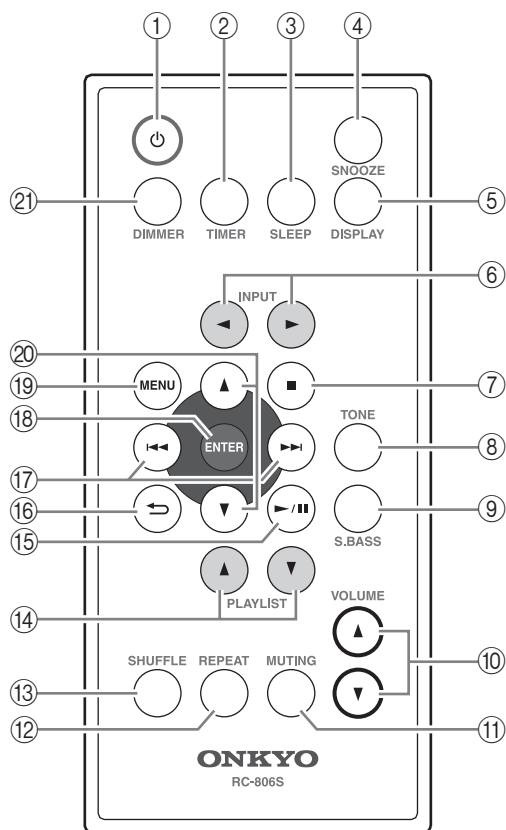 ① ② ③ ④
SNOOZE
㉑ DIMMER TIMER SLEEP DISPLAY ⑤
INPUT ⑥
⑳
⑲ MENU ⑦
⑱ ENTER TONE ⑧
⑰
⑯ ⑨
⑮ S.BASS
⑭ PLAYLIST VOLUME
⑩
SHUFFLE REPEAT MUTING
⑬ ⑫ ⑪
ONKYO
RC-806S